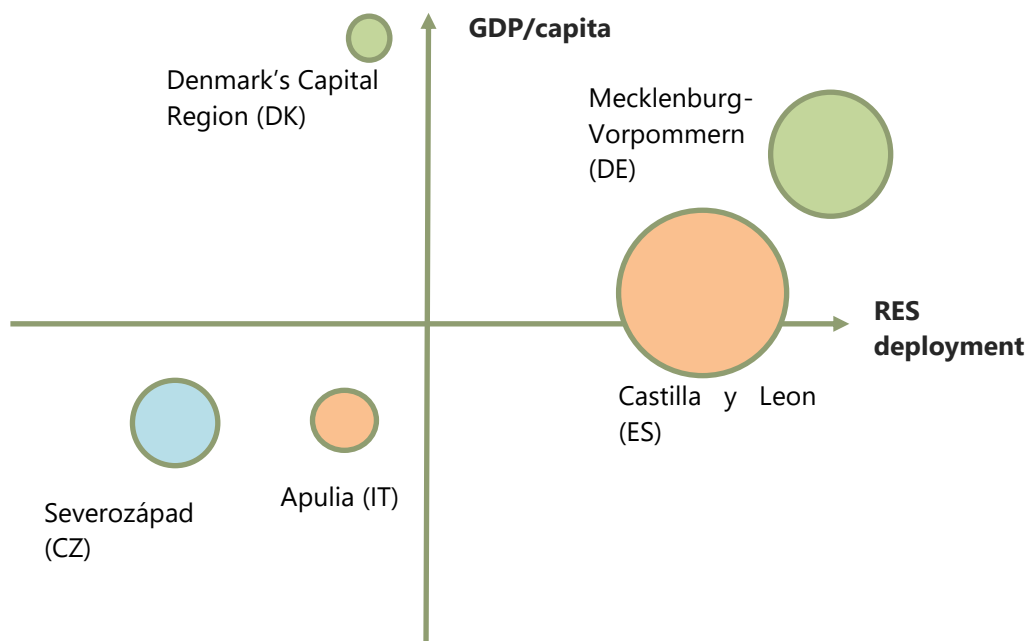 GDP/capita
Denmark’s Capital
Region (DK)
Mecklenburg-
Vorpommern
(DE)
RES
deployment
Castilla y Leon
(ES)
Apulia (IT)
Severozápad
(CZ)